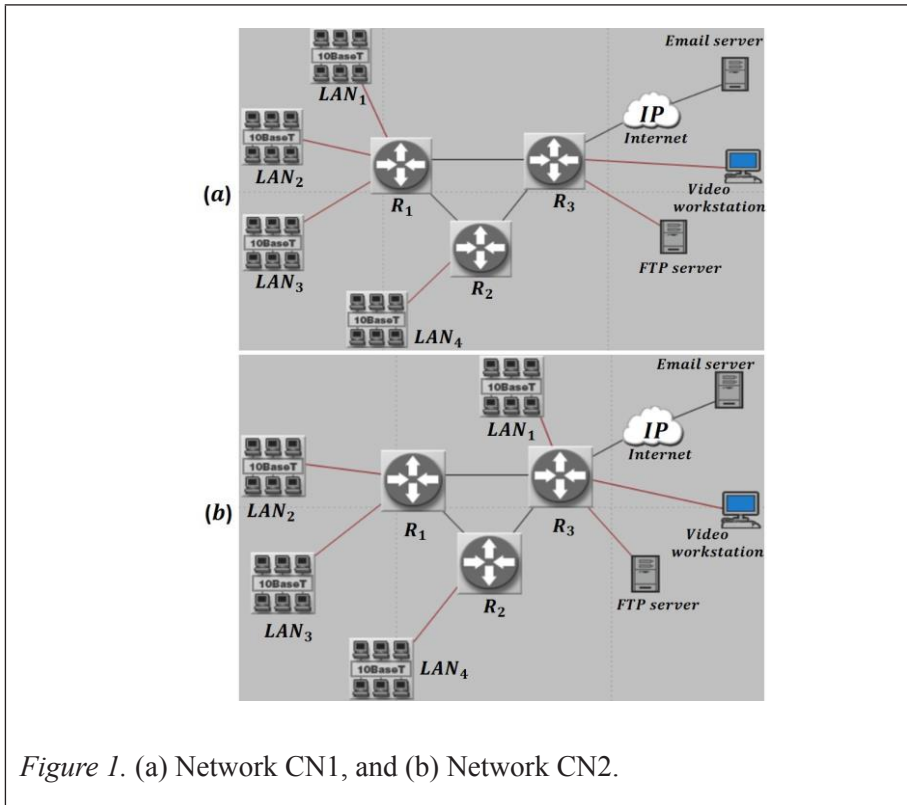 Email server
10BaseT
LAN₁
IP
Internet
10BaseT
LAN₂
(a)
R₁
R₃
Video
workstation
10BaseT
LAN₃
R₂
FTP server
10BaseT
LAN₄
Email server
10BaseT
LAN₁
IP
Internet
10BaseT
LAN₂
(b)
R₁
R₃
Video
workstation
10BaseT
LAN₃
R₂
FTP server
10BaseT
LAN₄
Figure 1. (a) Network CN1, and (b) Network CN2.